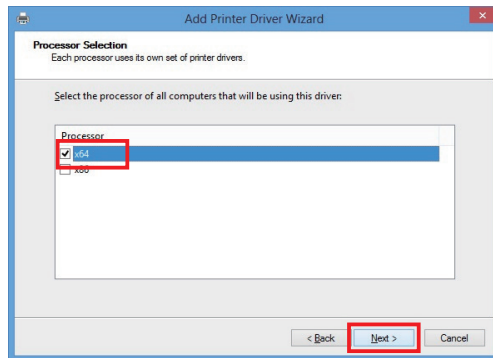 Add Printer Driver Wizard
Processor Selection
Each processor uses its own set of printer drivers.
Select the processor of all computers that will be using this driver:
Processor
x64
x86
< Back Next > Cancel